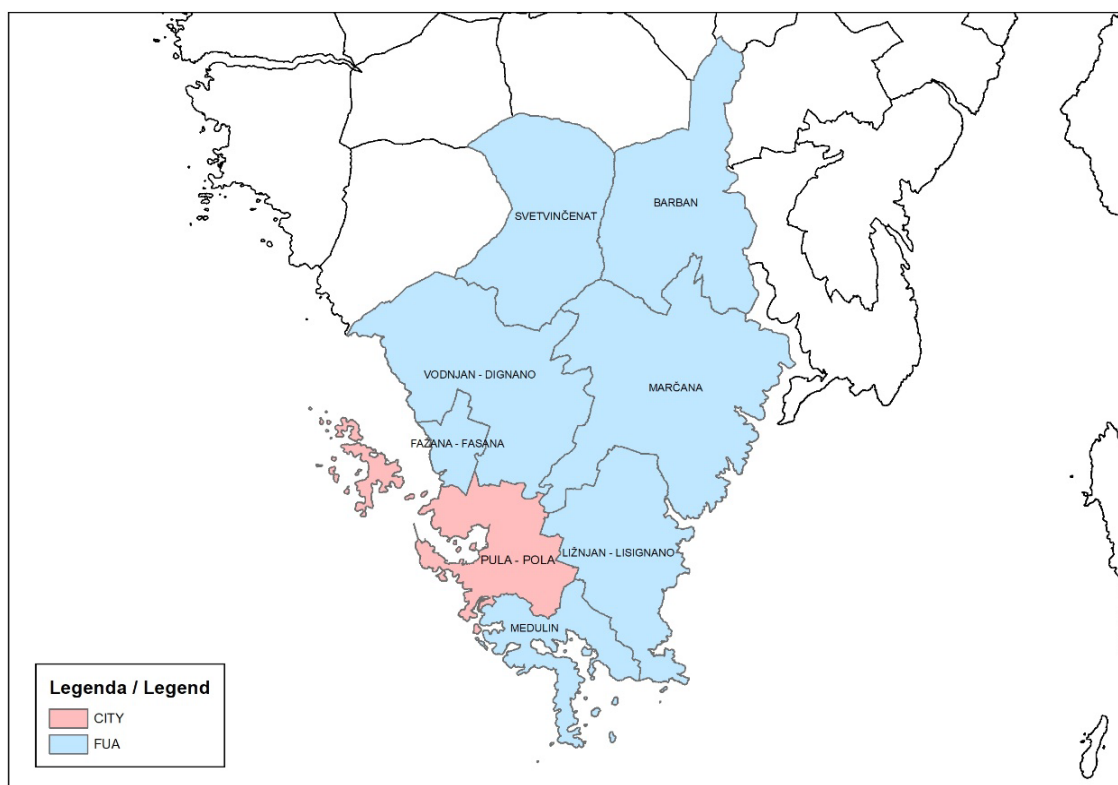 SVETVINČENAT
BARBAN
VODNJAN - DIGNANO
MARČANA
FAŽANA - FASANA
PULA - POLA
LIŽNJAN - LISIGNANO
MEDULIN
Legenda / Legend
CITY
FUA